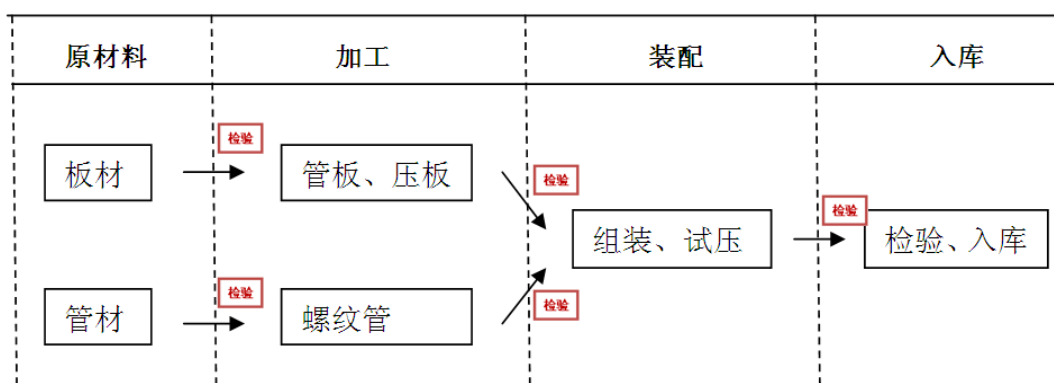 原材料 加工 装配 入库
检验
板材 管板、压板
检验
检验
组装、试压 检验、入库
检验
管材 螺纹管
检验